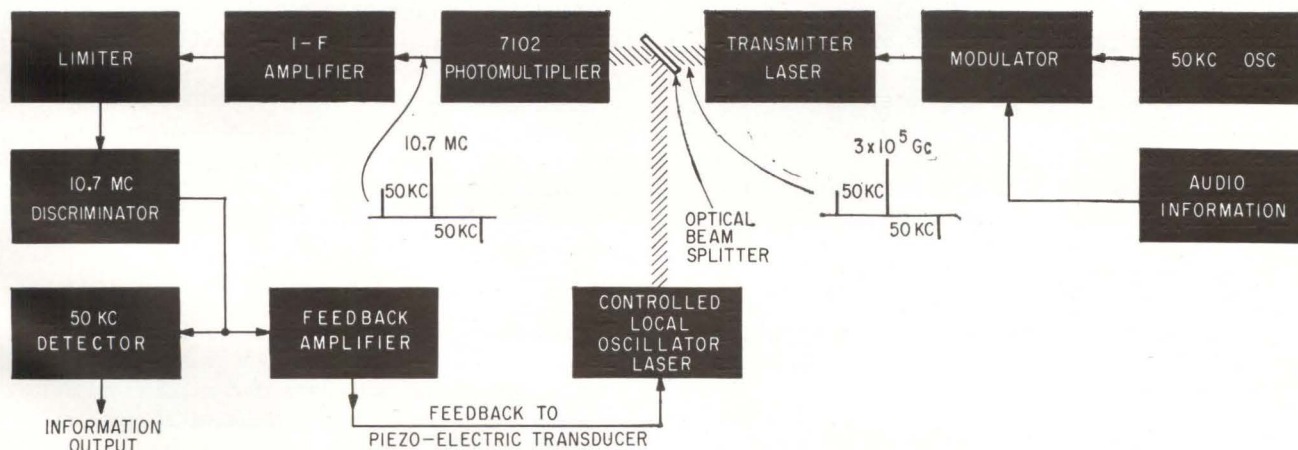 LIMITER
I-F
AMPLIFIER
7102
PHOTOMULTIPLIER
TRANSMITTER
LASER
MODULATOR
50KC OSC
10.7 MC
DISCRIMINATOR
10.7 MC
50KC
50KC
3 x 10⁵ Gc
50KC
50KC
OPTICAL
BEAM
SPLITTER
AUDIO
INFORMATION
50 KC
DETECTOR
FEEDBACK
AMPLIFIER
CONTROLLED
LOCAL
OSCILLATOR
LASER
FEEDBACK TO
PIEZO-ELECTRIC TRANSDUCER
INFORMATION
OUTPUT